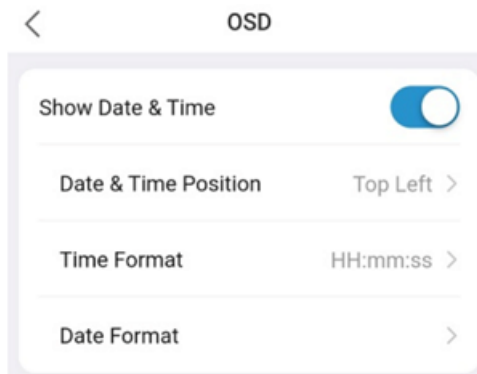 OSD
Show Date & Time
Date & Time Position Top Left
Time Format HH:mm:ss
Date Format